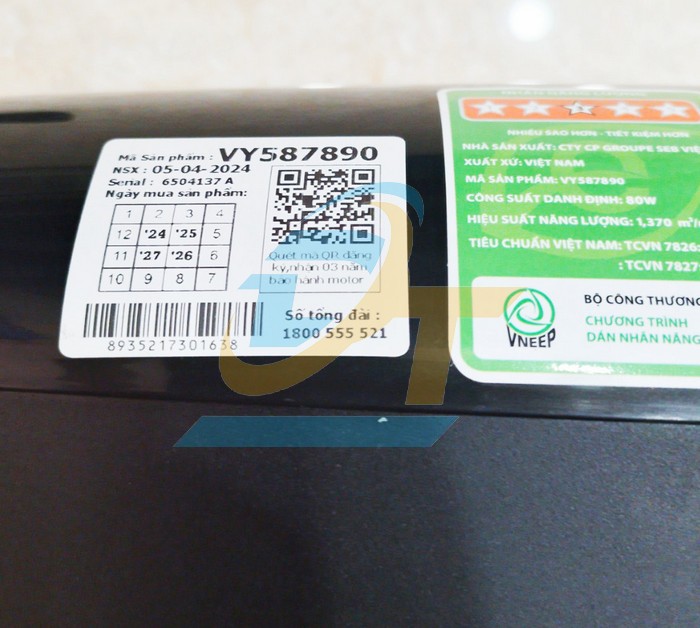 Mã Sản phẩm : VY587890
NSX : 05-04-2024
Serial : 6504137 A
Ngày mua sản phẩm:
1 2 3 4
12 '24 '25 5
11 '27 '26 6
10 9 8 7
Quét mã QR đăng
ký,nhận 03 năm
bảo hành motor
8935217301638
Số tổng đài :
1800 555 521
NHIỀU SAO HƠN - TIẾT KIỆM HƠN
NHÀ SẢN XUẤT: CTY CP GROUPE SEB VIỆ
XUẤT XỨ: VIỆT NAM
MÃ SẢN PHẨM: VY587890
CÔNG SUẤT DANH ĐỊNH: 80W
HIỆU SUẤT NĂNG LƯỢNG: 1,370 m³/
TIÊU CHUẨN VIỆT NAM: TCVN 7826:
: TCVN 7827
VNEEP
BỘ CÔNG THƯƠNG
CHƯƠNG TRÌNH
DÁN NHÃN NĂNG
DT